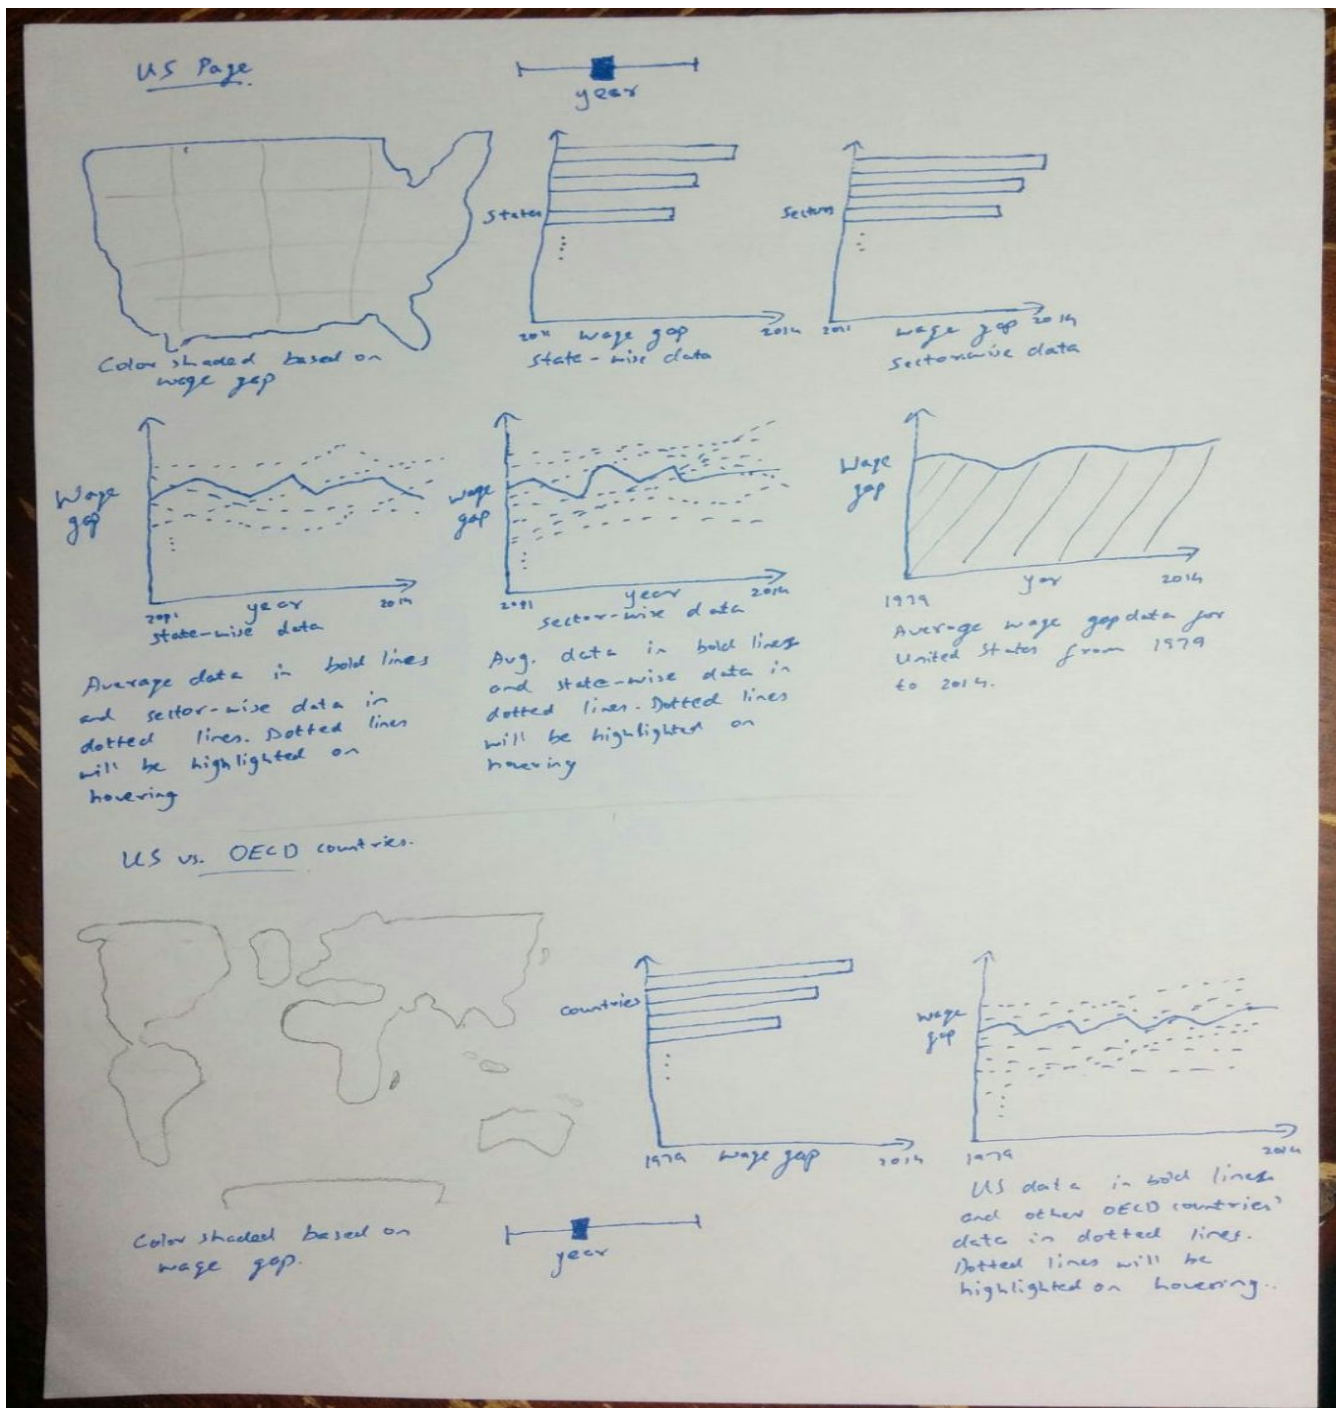 US Page
year
States
2011 wage gap 2014
State-wise data
Sectors
2011 wage gap 2014
Sector-wise data
Color shaded based on
wage gap
Wage
gap
2011 year 2014
State-wise data
Average data in bold lines
and sector-wise data in
dotted lines. Dotted lines
will be highlighted on
hovering
wage
gap
2011 year 2014
Sector-wise data
Avg. data in bold lines
and state-wise data in
dotted lines. Dotted lines
will be highlighted on
hovering
Wage
gap
1979 year 2014
Average wage gap data for
United States from 1979
to 2014.
US vs. OECD countries.
Color shaded based on
wage gap.
year
Countries
1979 wage gap 2014
wage
gap
1979 2014
US data in bold lines
and other OECD countries'
data in dotted lines.
Dotted lines will be
highlighted on hovering..